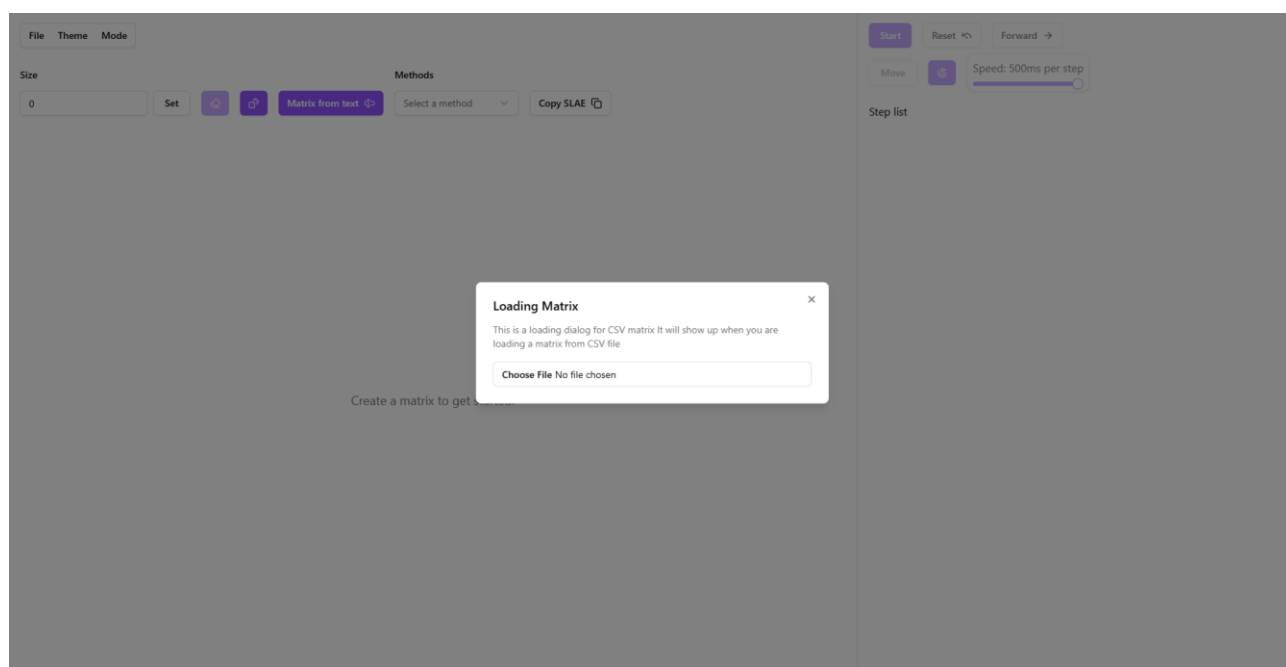 File Theme Mode
Start Reset Forward
Move Speed: 500ms per step
Size Methods
0 Set Matrix from text Select a method Copy SLAE
Step list
Loading Matrix
This is a loading dialog for CSV matrix It will show up when you are
loading a matrix from CSV file
Choose File No file chosen
Create a matrix to get